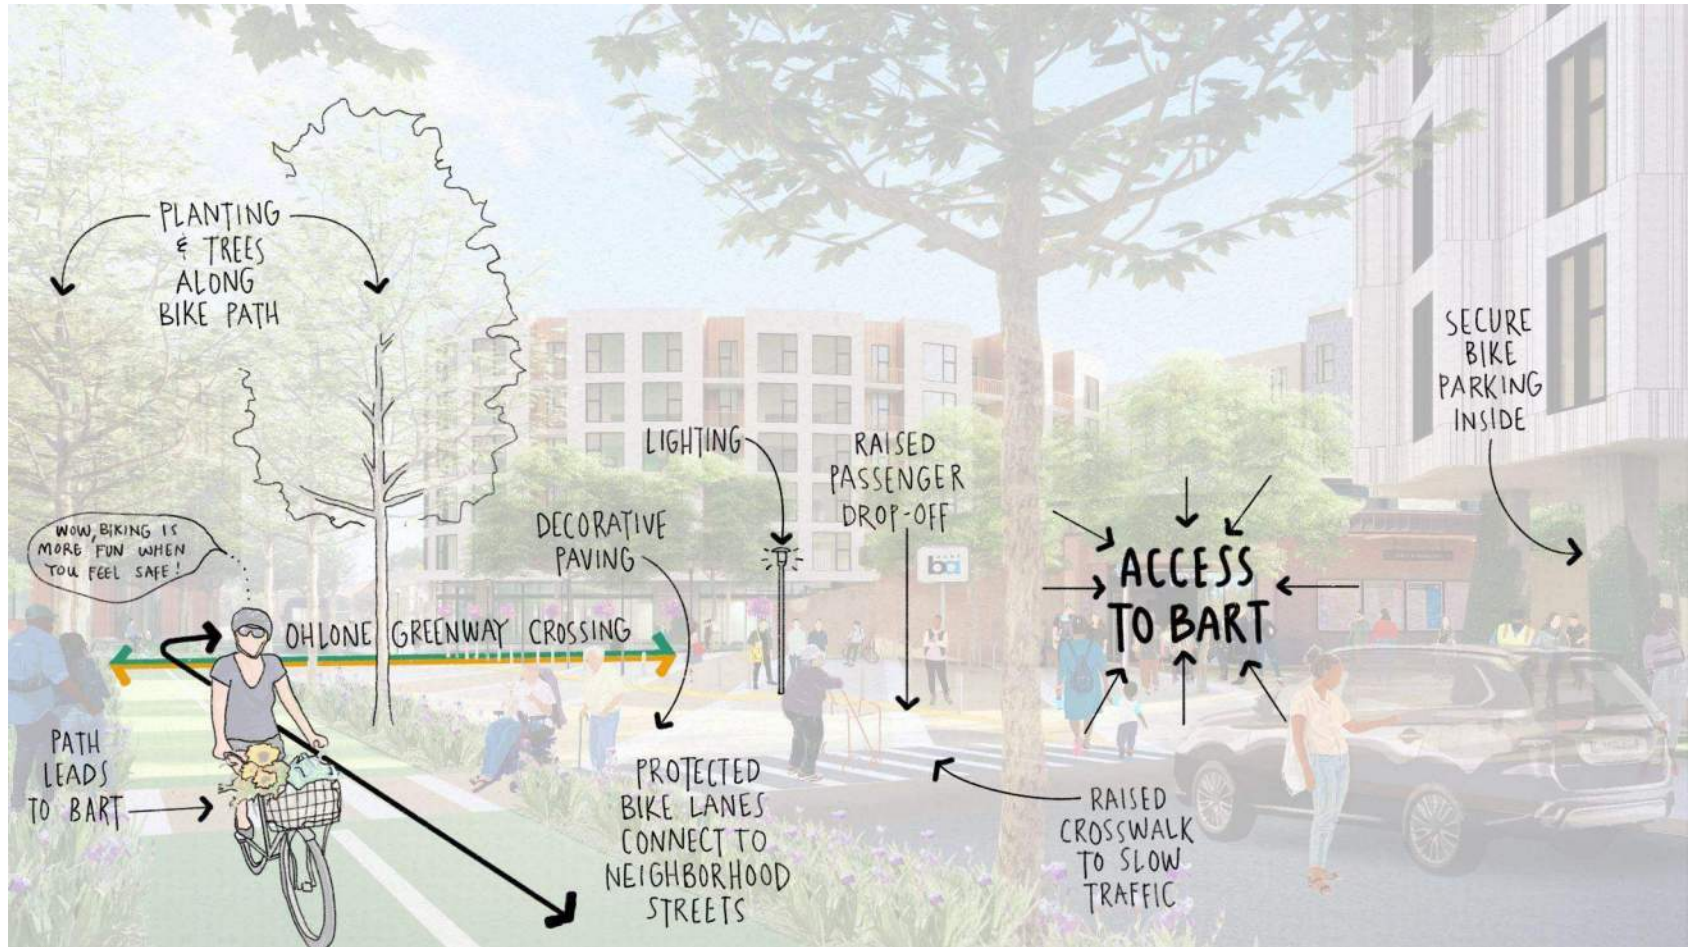 PLANTING
& TREES
ALONG
BIKE PATH
SECURE
BIKE
PARKING
INSIDE
LIGHTING
RAISED
PASSENGER
DROP-OFF
DECORATIVE
PAVING
WOW, BIKING IS
MORE FUN WHEN
YOU FEEL SAFE!
ba
ACCESS
TO BART
OHLONE GREENWAY CROSSING
PATH
LEADS
TO BART
PROTECTED
BIKE LANES
CONNECT TO
NEIGHBORHOOD
STREETS
RAISED
CROSSWALK
TO SLOW
TRAFFIC